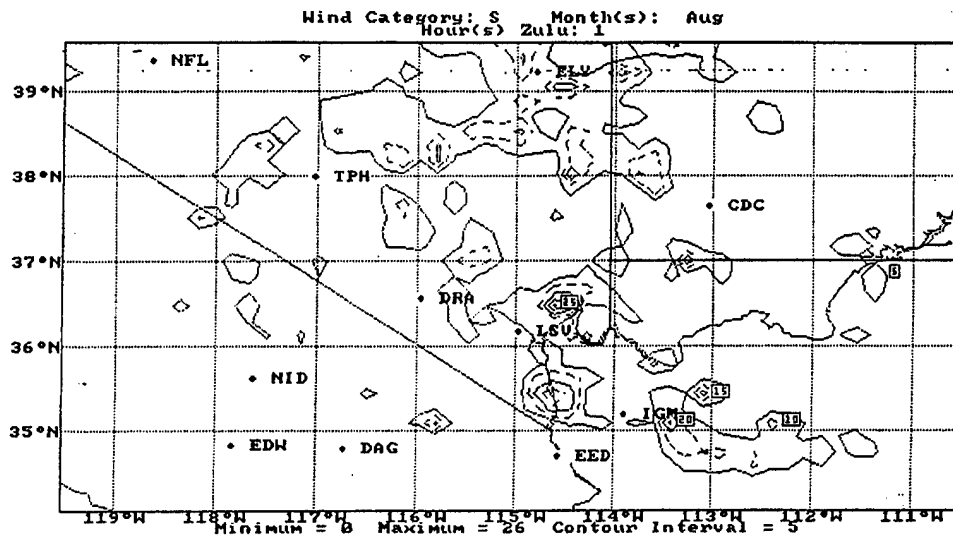 Wind Category: S Month(s): Aug
Hour(s) Zulu: 1
NFL
ELY
39°N
38°N
TPH
CDC
37°N
5
DRA
25
LSV
36°N
NID
15
IGM
20
10
35°N
EDW
DAG
EED
119°W 118°W 117°W 116°W 115°W 114°W 113°W 112°W 111°W
Minimum = 0 Maximum = 26 Contour Interval = 5